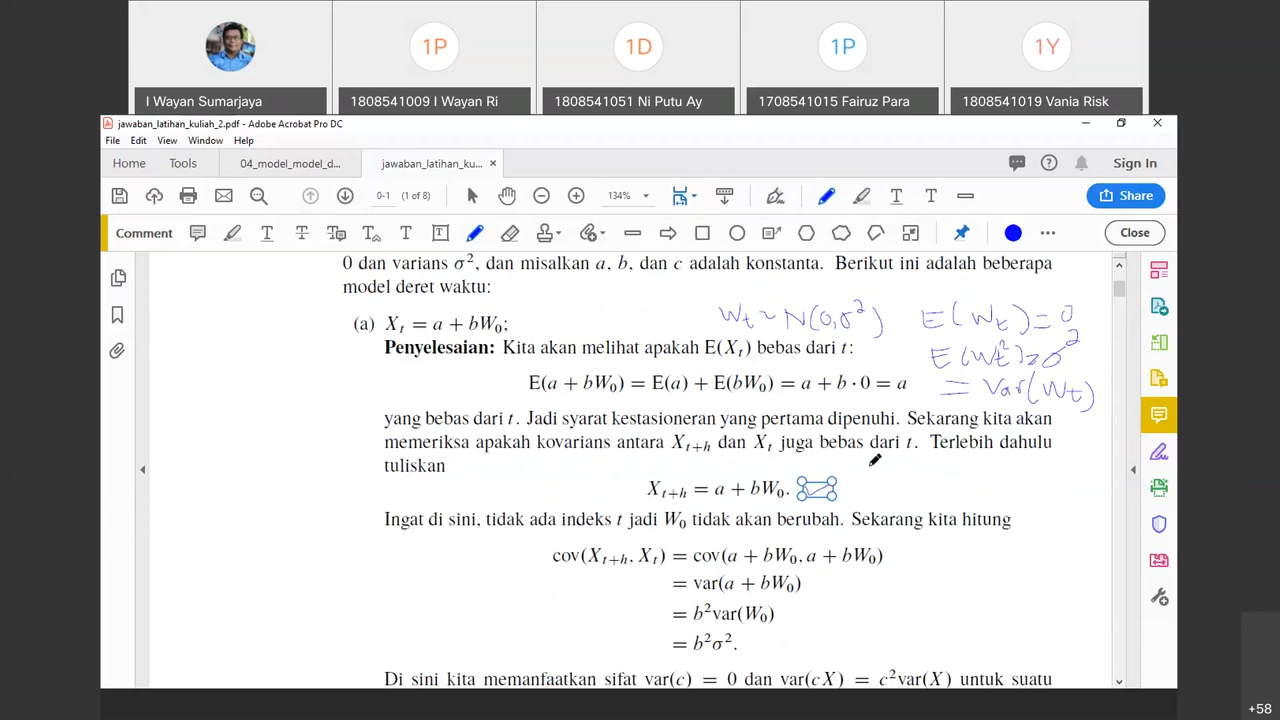 1P
1D
1P
1Y
I Wayan Sumarjaya
1808541009 I Wayan Ri
1808541051 Ni Putu Ay
1708541015 Fairuz Para
1808541019 Vania Risk
jawaban_latihan_kuliah_2.pdf - Adobe Acrobat Pro DC
File Edit View Window Help
Home Tools 04_model_model_d... jawaban_latihan_ku... × Sign In
0-1 (1 of 8) 134% Share
Comment Close
0 dan varians σ², dan misalkan a, b, dan c adalah konstanta. Berikut ini adalah beberapa
model deret waktu:
(a) Xₜ = a + bW₀;
Wₜ ~ N(0,σ²) E(Wₜ) = 0
Penyelesaian: Kita akan melihat apakah E(Xₜ) bebas dari t:
E(Wₜ²) = σ²
E(a + bW₀) = E(a) + E(bW₀) = a + b · 0 = a
= Var(Wₜ)
yang bebas dari t. Jadi syarat kestasioneran yang pertama dipenuhi. Sekarang kita akan
memeriksa apakah kovarians antara Xₜ₊ₕ dan Xₜ juga bebas dari t. Terlebih dahulu
tuliskan
Xₜ₊ₕ = a + bW₀.
Ingat di sini, tidak ada indeks t jadi W₀ tidak akan berubah. Sekarang kita hitung
cov(Xₜ₊ₕ, Xₜ) = cov(a + bW₀, a + bW₀)
= var(a + bW₀)
= b²var(W₀)
= b²σ².
Di sini kita memanfaatkan sifat var(c) = 0 dan var(cX) = c²var(X) untuk suatu
+58